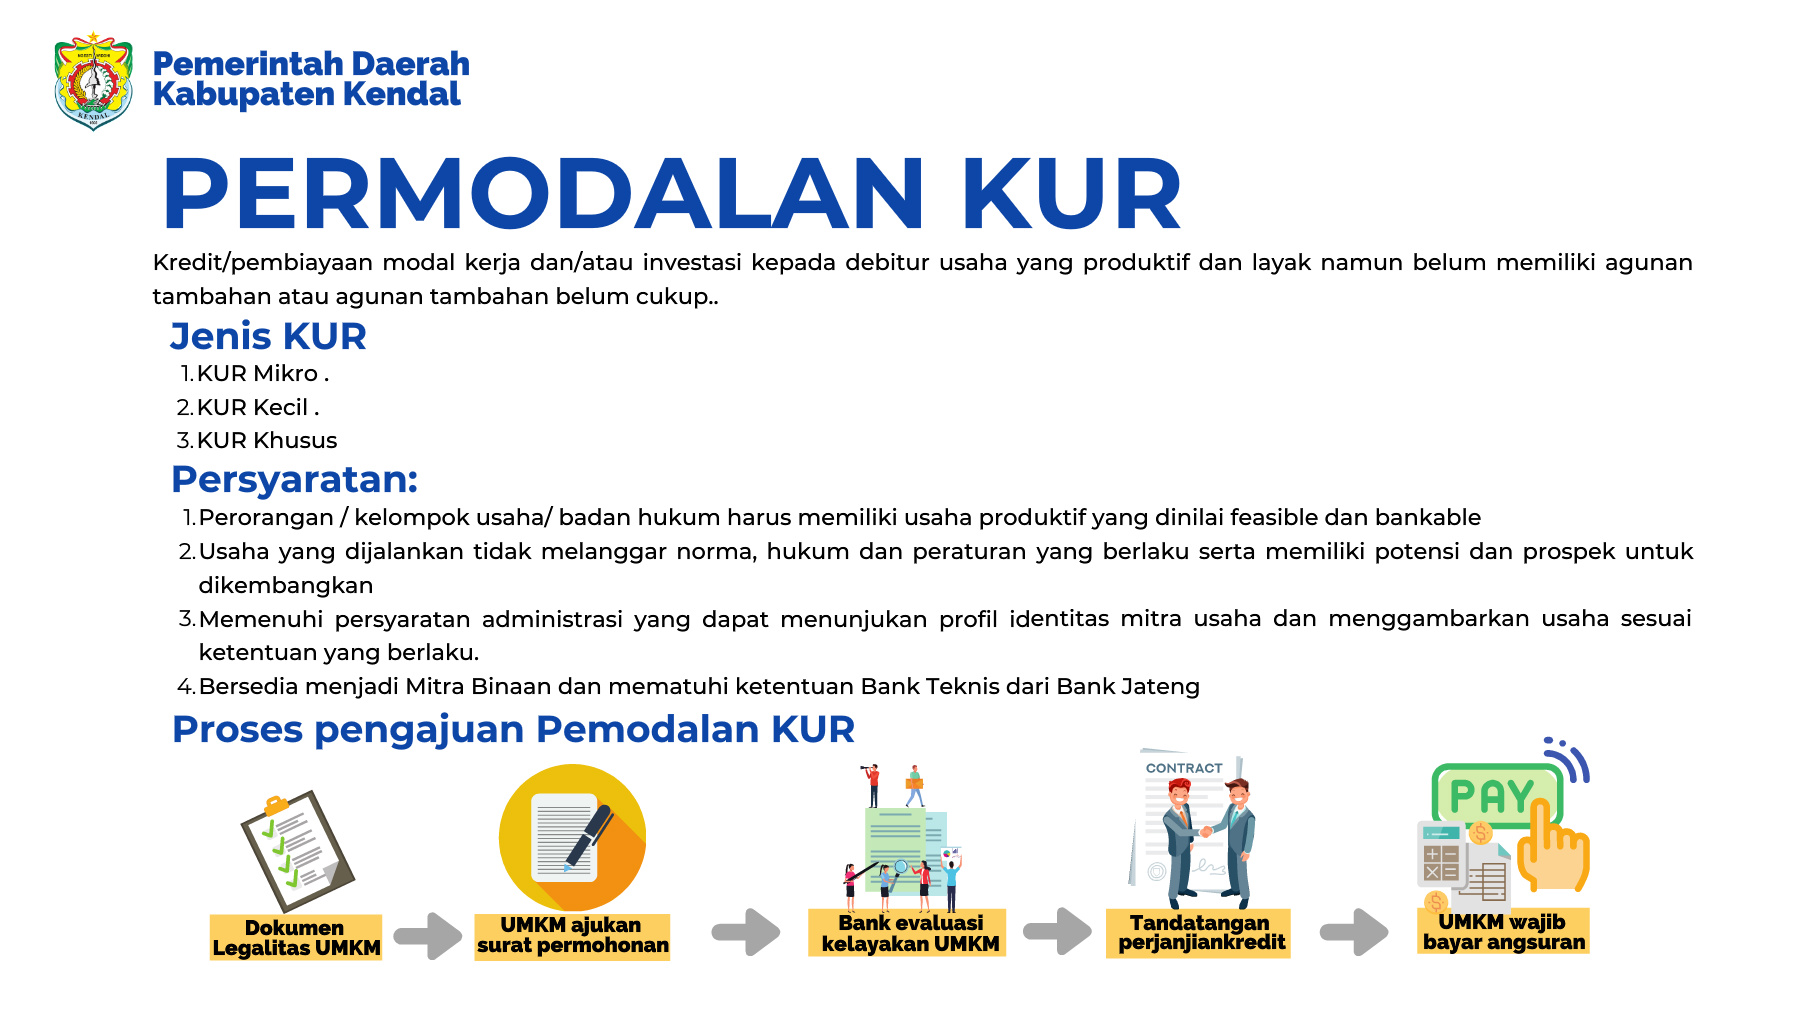 Pemerintah Daerah
Kabupaten Kendal
KENDAL
PERMODALAN KUR
Kredit/pembiayaan modal kerja dan/atau investasi kepada debitur usaha yang produktif dan layak namun belum memiliki agunan
tambahan atau agunan tambahan belum cukup..
Jenis KUR
1. KUR Mikro .
2. KUR Kecil .
3. KUR Khusus
Persyaratan:
1. Perorangan / kelompok usaha/ badan hukum harus memiliki usaha produktif yang dinilai feasible dan bankable
2. Usaha yang dijalankan tidak melanggar norma, hukum dan peraturan yang berlaku serta memiliki potensi dan prospek untuk
dikembangkan
3. Memenuhi persyaratan administrasi yang dapat menunjukan profil identitas mitra usaha dan menggambarkan usaha sesuai
ketentuan yang berlaku.
4. Bersedia menjadi Mitra Binaan dan mematuhi ketentuan Bank Teknis dari Bank Jateng
Proses pengajuan Pemodalan KUR
CONTRACT
PAY
Dokumen
Legalitas UMKM
UMKM ajukan
surat permohonan
Bank evaluasi
kelayakan UMKM
Tandatangan
perjanjiankredit
UMKM wajib
bayar angsuran